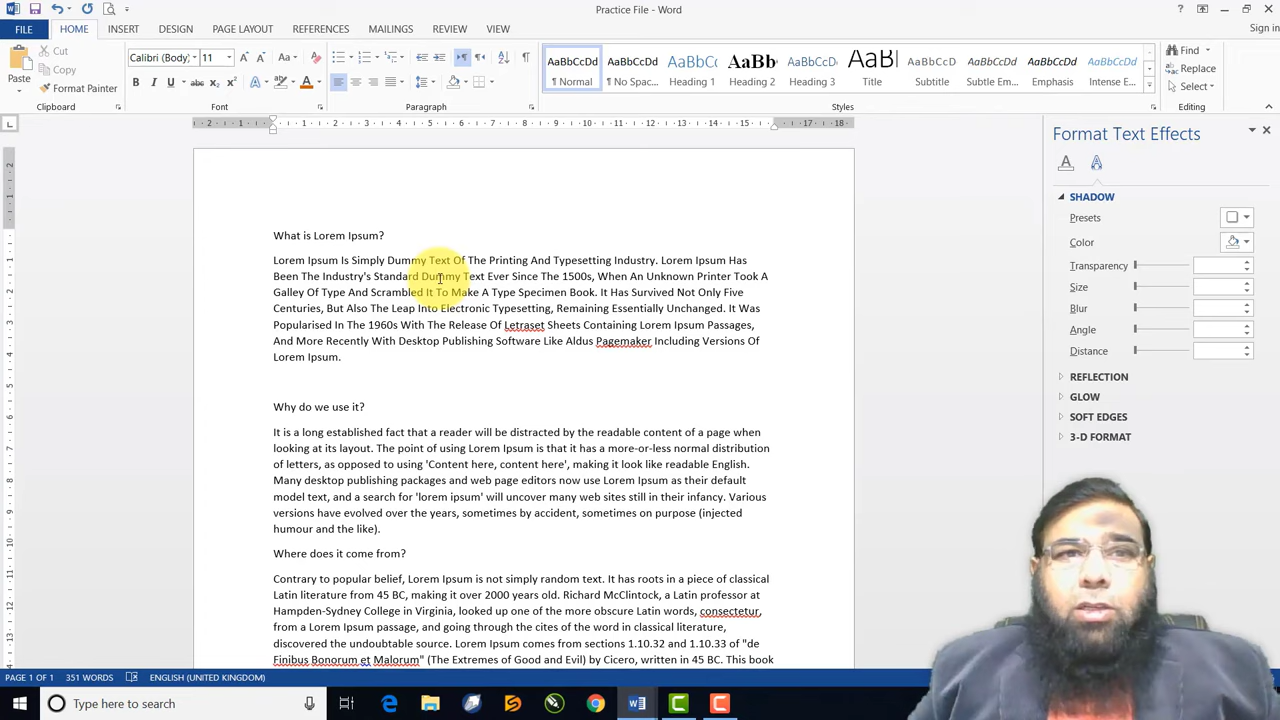 Practice File - Word
Sign in
FILE HOME INSERT DESIGN PAGE LAYOUT REFERENCES MAILINGS REVIEW VIEW
Paste
Cut
Copy
Format Painter
Clipboard
Calibri (Body) 11
Font
Paragraph
AaBbCcDd AaBbCcDd AaBbCc AaBb AaBbCcD AaBl AaBbCcD AaBbCcDd AaBbCcDd AaBbCcDd
¶ Normal ¶ No Spac... Heading 1 Heading 2 Heading 3 Title Subtitle Subtle Em... Emphasis Intense E...
Styles
Find
Replace
Select
Editing
2 1 1 2 3 4 5 6 7 8 9 10 11 12 13 14 15 17 18
What is Lorem Ipsum?
Lorem Ipsum Is Simply Dummy Text Of The Printing And Typesetting Industry. Lorem Ipsum Has
Been The Industry's Standard Dummy Text Ever Since The 1500s, When An Unknown Printer Took A
Galley Of Type And Scrambled It To Make A Type Specimen Book. It Has Survived Not Only Five
Centuries, But Also The Leap Into Electronic Typesetting, Remaining Essentially Unchanged. It Was
Popularised In The 1960s With The Release Of Letraset Sheets Containing Lorem Ipsum Passages,
And More Recently With Desktop Publishing Software Like Aldus Pagemaker Including Versions Of
Lorem Ipsum.
Why do we use it?
It is a long established fact that a reader will be distracted by the readable content of a page when
looking at its layout. The point of using Lorem Ipsum is that it has a more-or-less normal distribution
of letters, as opposed to using 'Content here, content here', making it look like readable English.
Many desktop publishing packages and web page editors now use Lorem Ipsum as their default
model text, and a search for 'lorem ipsum' will uncover many web sites still in their infancy. Various
versions have evolved over the years, sometimes by accident, sometimes on purpose (injected
humour and the like).
Where does it come from?
Contrary to popular belief, Lorem Ipsum is not simply random text. It has roots in a piece of classical
Latin literature from 45 BC, making it over 2000 years old. Richard McClintock, a Latin professor at
Hampden-Sydney College in Virginia, looked up one of the more obscure Latin words, consectetur,
from a Lorem Ipsum passage, and going through the cites of the word in classical literature,
discovered the undoubtable source. Lorem Ipsum comes from sections 1.10.32 and 1.10.33 of "de
Finibus Bonorum et Malorum" (The Extremes of Good and Evil) by Cicero, written in 45 BC. This book
Format Text Effects
SHADOW
Presets
Color
Transparency
Size
Blur
Angle
Distance
REFLECTION
GLOW
SOFT EDGES
3-D FORMAT
PAGE 1 OF 1 351 WORDS ENGLISH (UNITED KINGDOM)
Type here to search